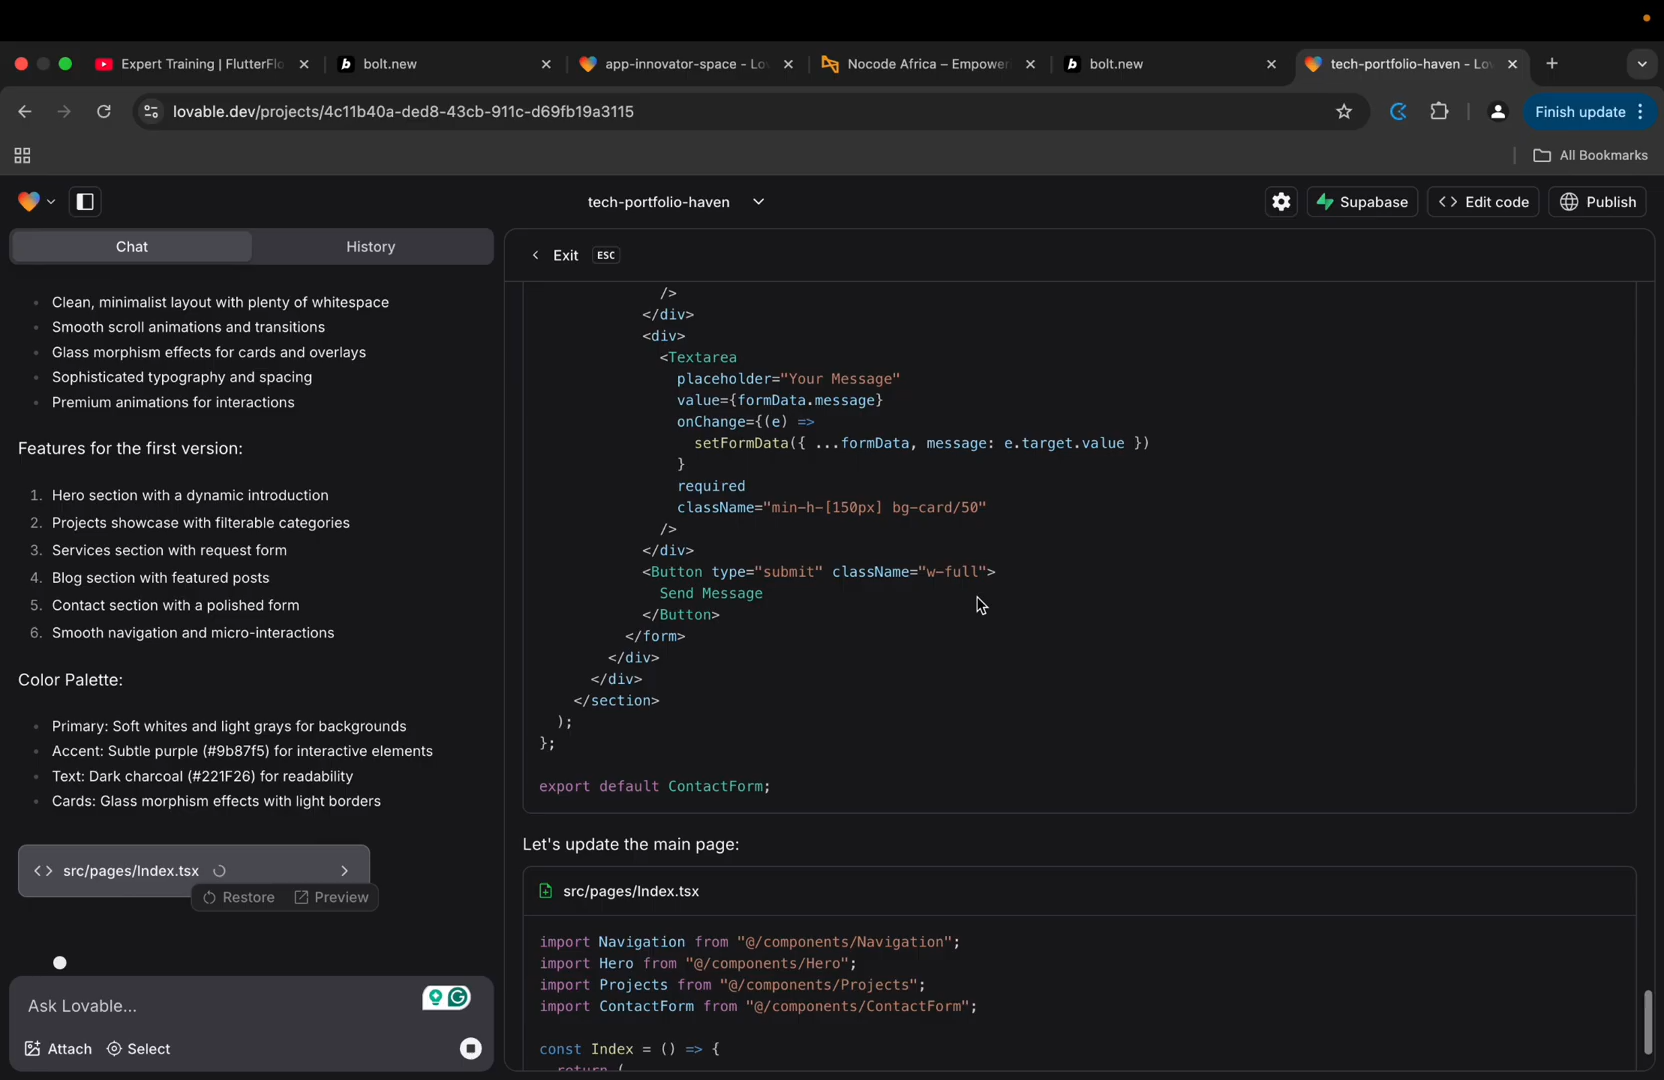 Expert Training | FlutterFlo
bolt.new
app-innovator-space - Lov
Nocode Africa – Empower
bolt.new
tech-portfolio-haven - Lov
lovable.dev/projects/4c11b40a-ded8-43cb-911c-d69fb19a3115
Finish update
All Bookmarks
tech-portfolio-haven
Supabase
Edit code
Publish
Chat
History
Exit ESC
Clean, minimalist layout with plenty of whitespace
Smooth scroll animations and transitions
Glass morphism effects for cards and overlays
Sophisticated typography and spacing
Premium animations for interactions
Features for the first version:
1. Hero section with a dynamic introduction
2. Projects showcase with filterable categories
3. Services section with request form
4. Blog section with featured posts
5. Contact section with a polished form
6. Smooth navigation and micro-interactions
Color Palette:
Primary: Soft whites and light grays for backgrounds
Accent: Subtle purple (#9b87f5) for interactive elements
Text: Dark charcoal (#221F26) for readability
Cards: Glass morphism effects with light borders
<> src/pages/Index.tsx
Restore
Preview
Ask Lovable...
Attach
Select
/>
</div>
<div>
<Textarea
placeholder="Your Message"
value={formData.message}
onChange={(e) =>
setFormData({ ...formData, message: e.target.value })
}
required
className="min-h-[150px] bg-card/50"
/>
</div>
<Button type="submit" className="w-full">
Send Message
</Button>
</form>
</div>
</div>
</section>
);
};
export default ContactForm;
Let's update the main page:
src/pages/Index.tsx
import Navigation from "@/components/Navigation";
import Hero from "@/components/Hero";
import Projects from "@/components/Projects";
import ContactForm from "@/components/ContactForm";
const Index = () => {
return (